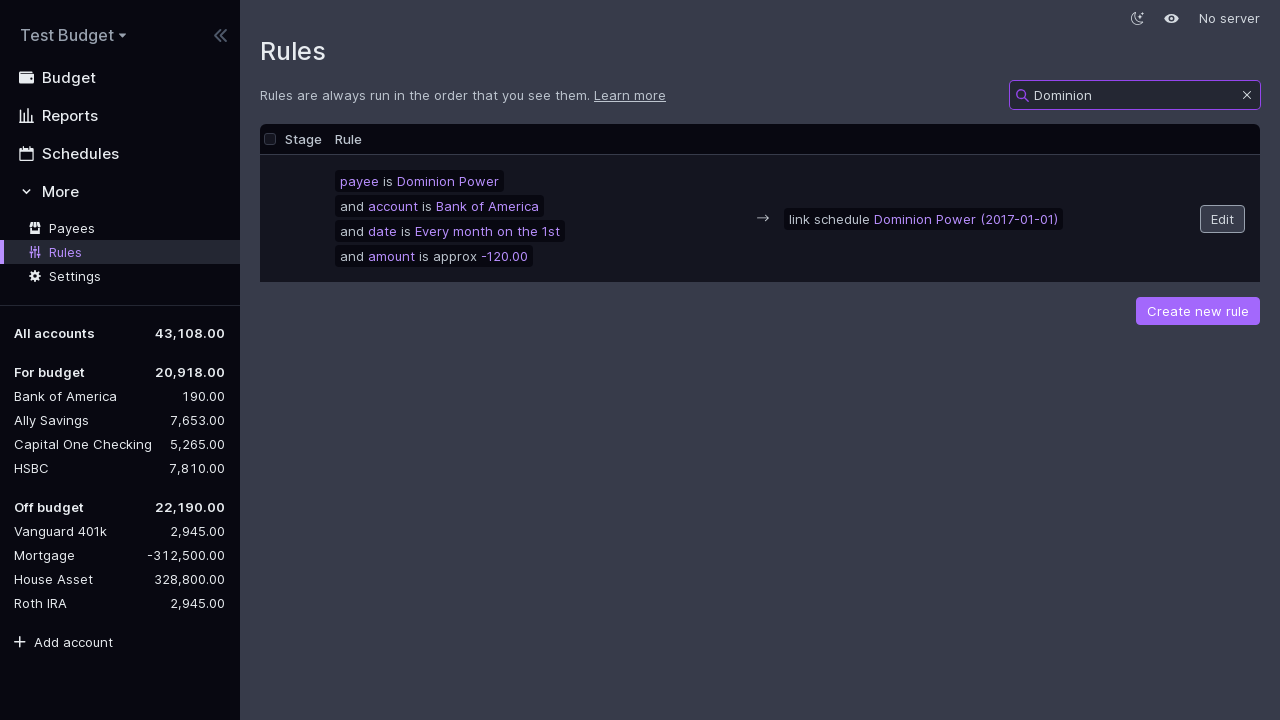 Test Budget
No server
Budget
Reports
Schedules
More
Payees
Rules
Settings
All accounts 43,108.00
For budget 20,918.00
Bank of America 190.00
Ally Savings 7,653.00
Capital One Checking 5,265.00
HSBC 7,810.00
Off budget 22,190.00
Vanguard 401k 2,945.00
Mortgage -312,500.00
House Asset 328,800.00
Roth IRA 2,945.00
Add account
Rules
Rules are always run in the order that you see them. Learn more
Dominion
Stage Rule
payee is Dominion Power
and account is Bank of America
and date is Every month on the 1st
and amount is approx -120.00
→ link schedule Dominion Power (2017-01-01)
Edit
Create new rule